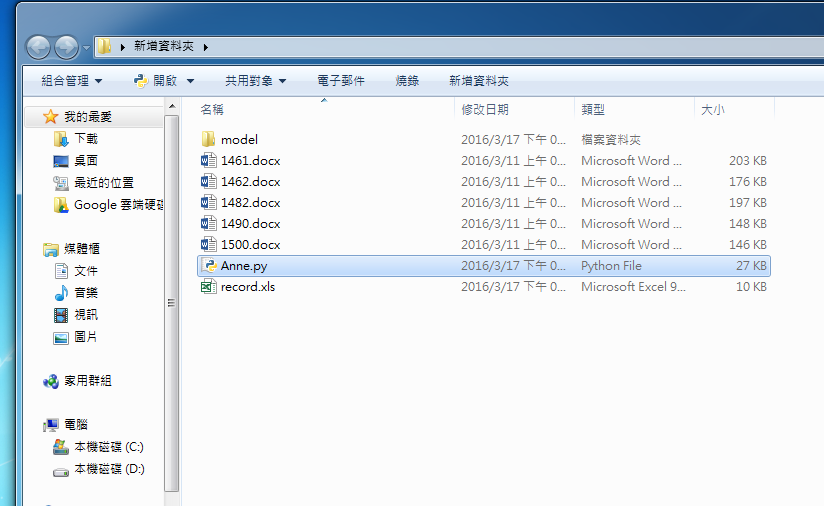 新增資料夾
組合管理 開啟 共用對象 電子郵件 燒錄 新增資料夾
我的最愛
下載
桌面
最近的位置
Google 雲端硬碟
媒體櫃
文件
音樂
視訊
圖片
家用群組
電腦
本機磁碟 (C:)
本機磁碟 (D:)
名稱 修改日期 類型 大小
model 2016/3/17 下午 0... 檔案資料夾
1461.docx 2016/3/11 上午 0... Microsoft Word ... 203 KB
1462.docx 2016/3/11 上午 0... Microsoft Word ... 176 KB
1482.docx 2016/3/11 上午 0... Microsoft Word ... 197 KB
1490.docx 2016/3/11 上午 0... Microsoft Word ... 148 KB
1500.docx 2016/3/11 上午 0... Microsoft Word ... 146 KB
Anne.py 2016/3/17 下午 0... Python File 27 KB
record.xls 2016/3/17 下午 0... Microsoft Excel 9... 10 KB